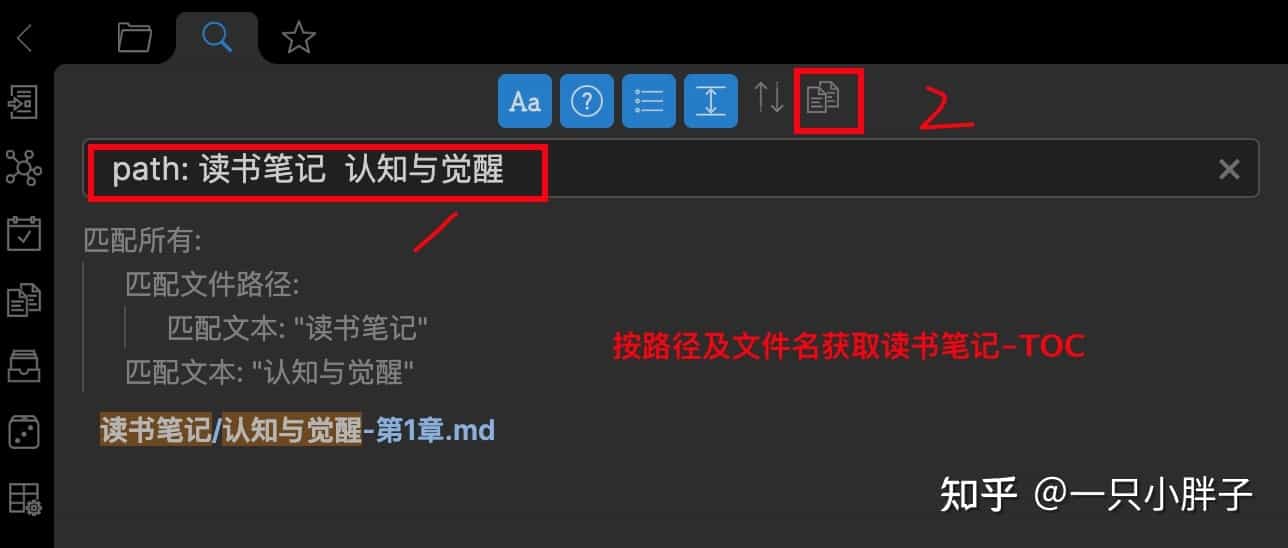 Aa
2
path: 读书笔记 认知与觉醒
匹配所有:
匹配文件路径:
匹配文本: "读书笔记"
匹配文本: "认知与觉醒"
按路径及文件名获取读书笔记-TOC
读书笔记/认知与觉醒-第1章.md
知乎 @一只小胖子